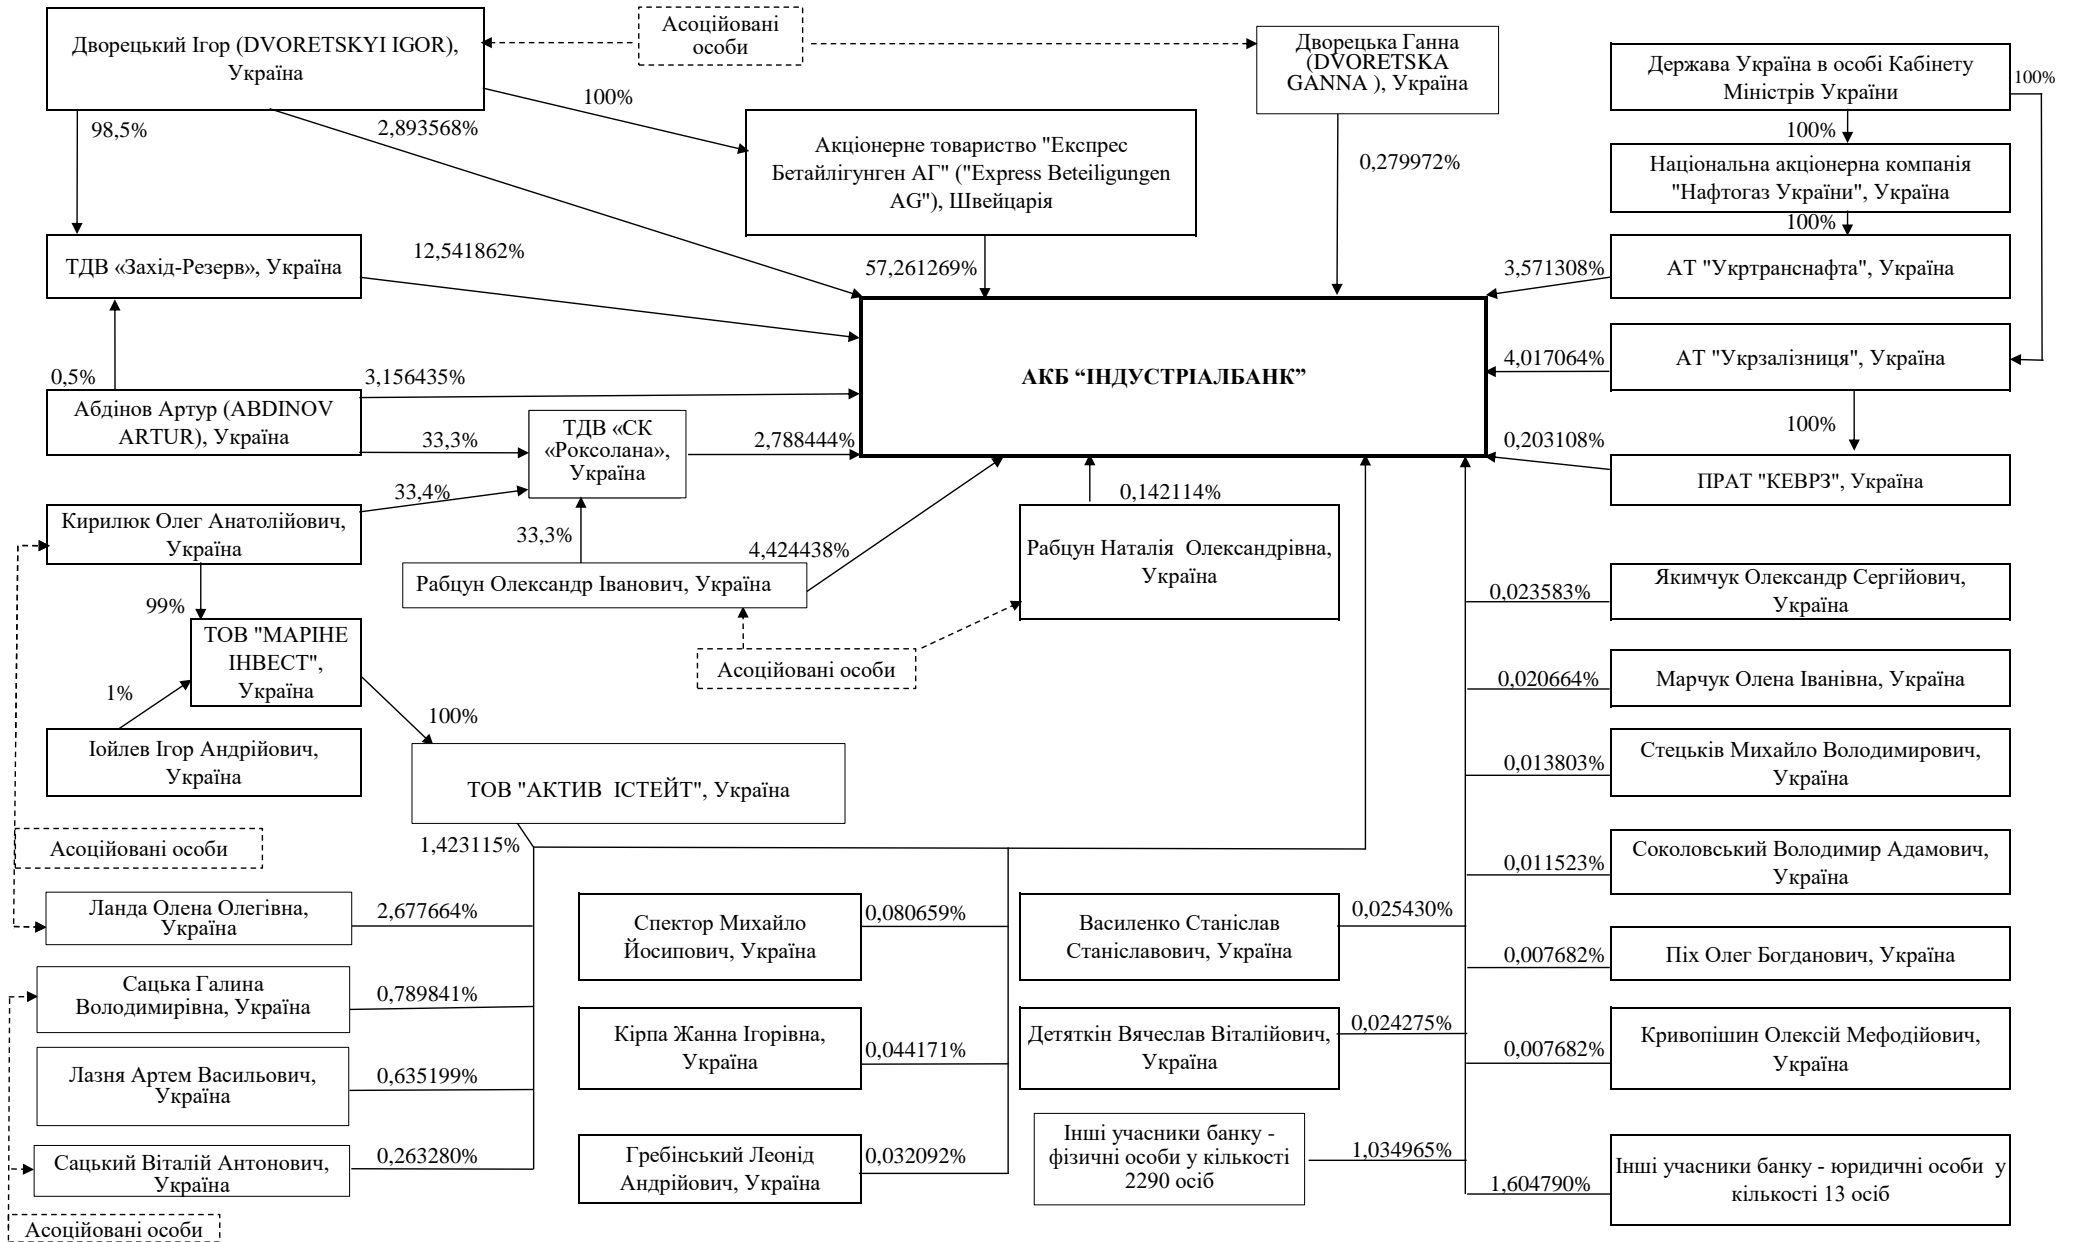 Асоційовані
особи
Дворецький Ігор (DVORETSKYI IGOR),
Україна
Дворецька Ганна
(DVORETSKA
GANNA ), Україна
Держава Україна в особі Кабінету
Міністрів України
100%
100%
98,5%
2,893568%
100%
Акціонерне товариство "Експрес
Бетайлігунген АГ" ("Express Beteiligungen
AG"), Швейцарія
0,279972%
Національна акціонерна компанія
"Нафтогаз України", Україна
100%
ТДВ «Захід-Резерв», Україна
12,541862%
57,261269%
3,571308%
АТ "Укртранснафта", Україна
АКБ “ІНДУСТРІАЛБАНК”
4,017064%
АТ "Укрзалізниця", Україна
0,5%
3,156435%
Абдінов Артур (ABDINOV
ARTUR), Україна
33,3%
ТДВ «СК
«Роксолана»,
Україна
2,788444%
0,203108%
100%
ПРАТ "КЕВРЗ", Україна
33,4%
0,142114%
Кирилюк Олег Анатолійович,
Україна
33,3%
4,424438%
Рабцун Олександр Іванович, Україна
Рабцун Наталія  Олександрівна,
Україна
0,023583%
Якимчук Олександр Сергійович,
Україна
99%
ТОВ "МАРІНЕ
ІНВЕСТ",
Україна
Асоційовані особи
0,020664%
Марчук Олена Іванівна, Україна
1%
100%
Іойлев Ігор Андрійович,
Україна
0,013803%
Стецьків Михайло Володимирович,
Україна
ТОВ "АКТИВ  ІСТЕЙТ", Україна
1,423115%
Асоційовані особи
0,011523%
Соколовський Володимир Адамович,
Україна
Ланда Олена Олегівна,
Україна
2,677664%
Спектор Михайло
Йосипович, Україна
0,080659%
Василенко Станіслав
Станіславович, Україна
0,025430%
0,007682%
Піх Олег Богданович, Україна
Сацька Галина
Володимирівна, Україна
0,789841%
Кірпа Жанна Ігорівна,
Україна
0,044171%
Детяткін Вячеслав Віталійович,
Україна
0,024275%
0,007682%
Кривопішин Олексій Мефодійович,
Україна
Лазня Артем Васильович,
Україна
0,635199%
Сацький Віталій Антонович,
Україна
0,263280%
Гребінський Леонід
Андрійович, Україна
0,032092%
Інші учасники банку -
фізичні особи у кількості
2290 осіб
1,034965%
1,604790%
Інші учасники банку - юридичні особи  у
кількості 13 осіб
Асоційовані особи